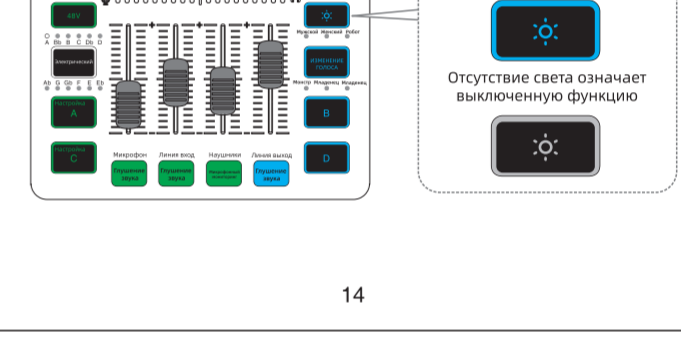 48V
A Bb B C Db D
Мужской Женский Робот
Электрический
ИЗМЕНЕНИЕ
ГОЛОСА
Ab G Gb F E Eb
Монстр Младенец Младенец
Настройка
A
B
Настройка
C
D
Микрофон Линия вход Наушники Линия выход
Глушение
звука
Глушение
звука
Глушение
звука
Отсутствие света означает
выключенную функцию
14